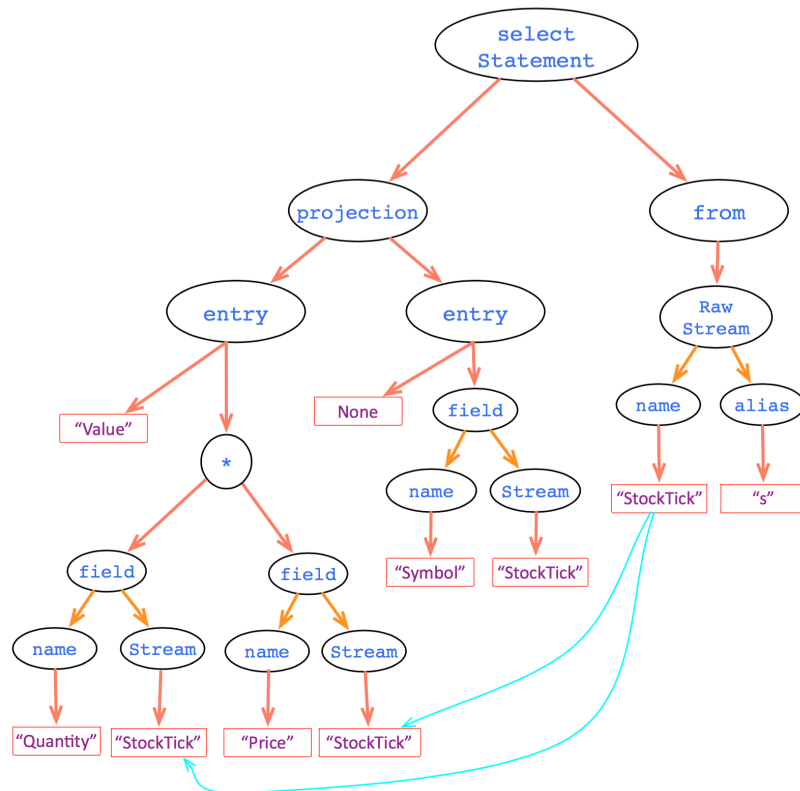 select
Statement
projection
from
entry
entry
Raw
Stream
“Value”
None
field
name
alias
*
name
Stream
“StockTick”
“s”
field
field
“Symbol”
“StockTick”
name
Stream
name
Stream
“Quantity”
“StockTick”
“Price”
“StockTick”